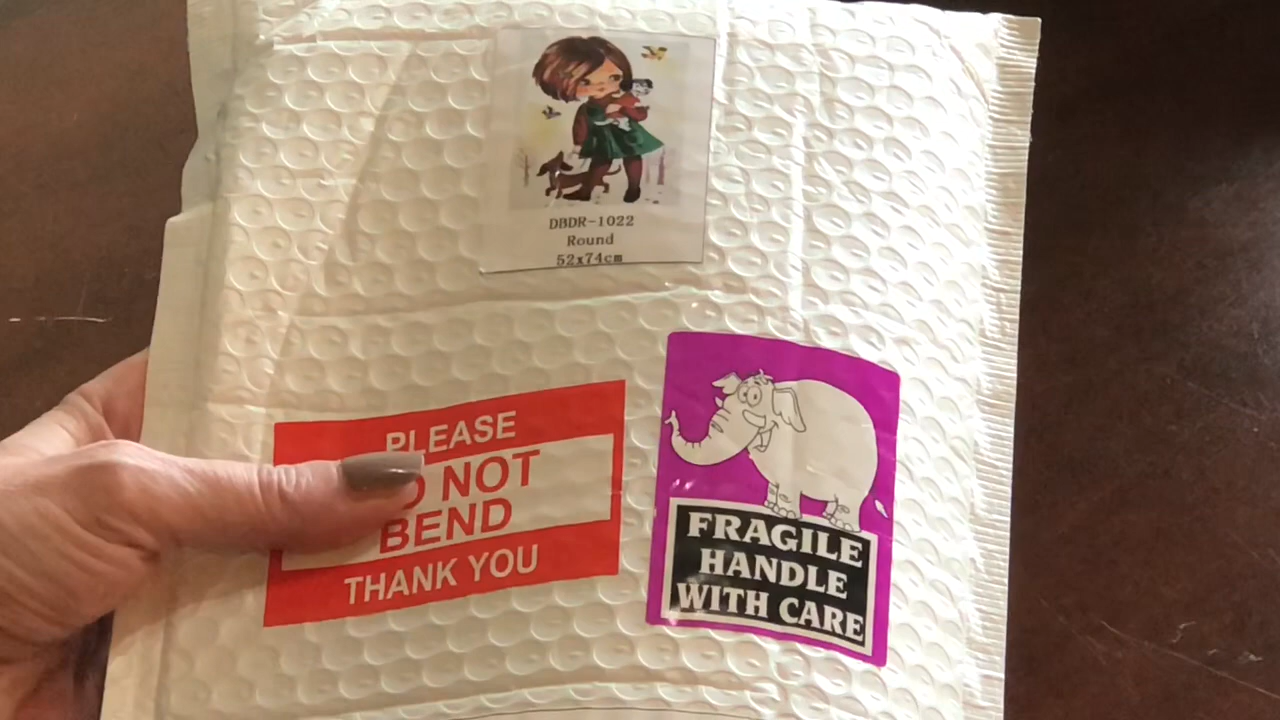 DBDR-1022
Round
52x74cm
PLEASE
NOT
BEND
THANK YOU
FRAGILE
HANDLE
WITH CARE